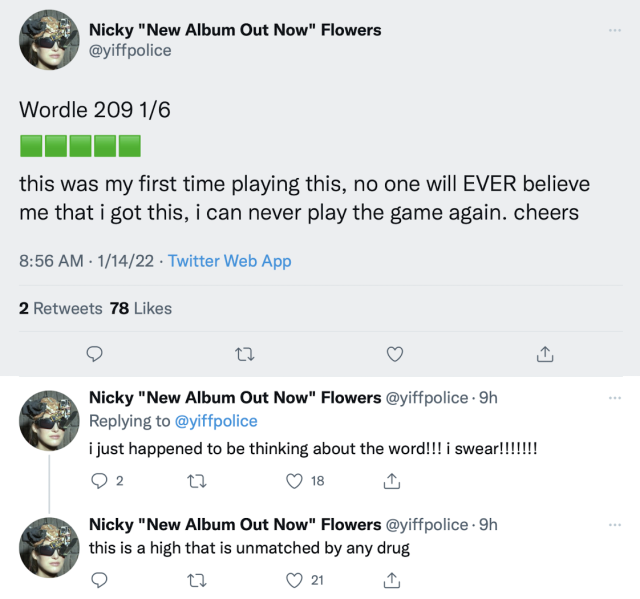 Nicky "New Album Out Now" Flowers
@yiffpolice
Wordle 209 1/6
this was my first time playing this, no one will EVER believe
me that i got this, i can never play the game again. cheers
8:56 AM · 1/14/22 · Twitter Web App
2 Retweets 78 Likes
Nicky "New Album Out Now" Flowers @yiffpolice · 9h
Replying to @yiffpolice
i just happened to be thinking about the word!!! i swear!!!!!!!
2 18
Nicky "New Album Out Now" Flowers @yiffpolice · 9h
this is a high that is unmatched by any drug
21